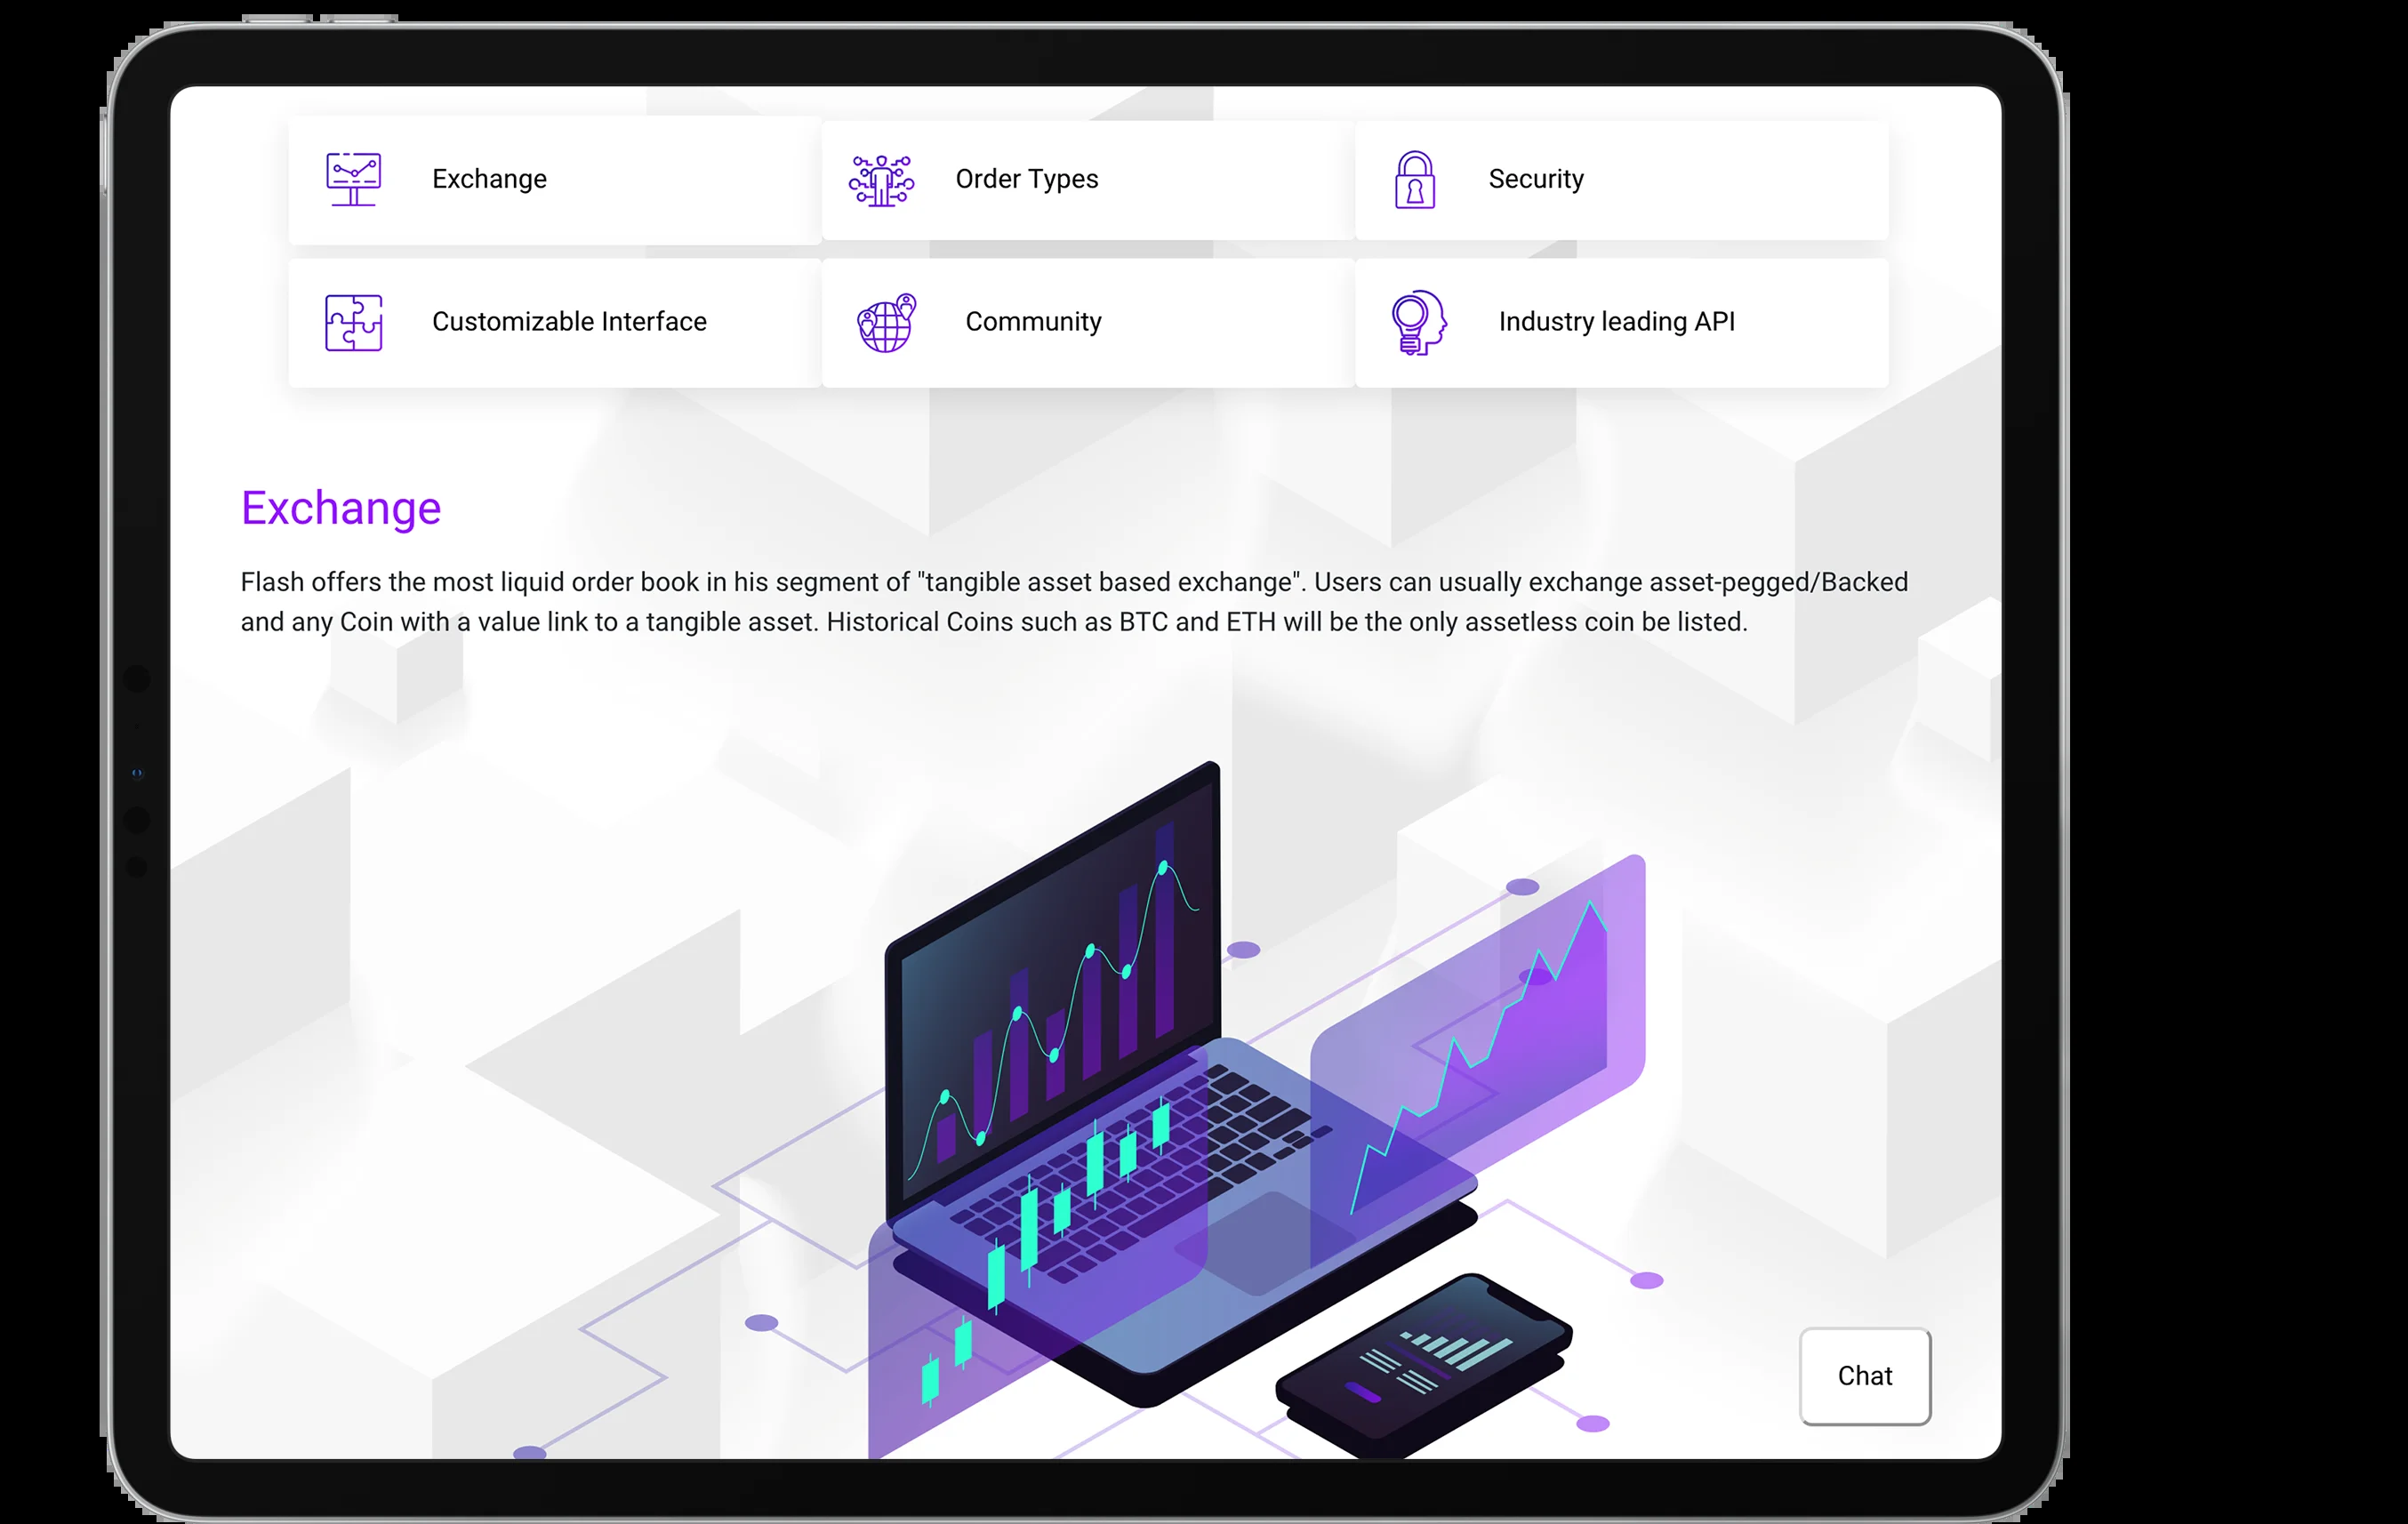 Exchange
Order Types
Security
Customizable Interface
Community
Industry leading API
Exchange
Flash offers the most liquid order book in his segment of "tangible asset based exchange". Users can usually exchange asset-pegged/Backed
and any Coin with a value link to a tangible asset. Historical Coins such as BTC and ETH will be the only assetless coin be listed.
Chat